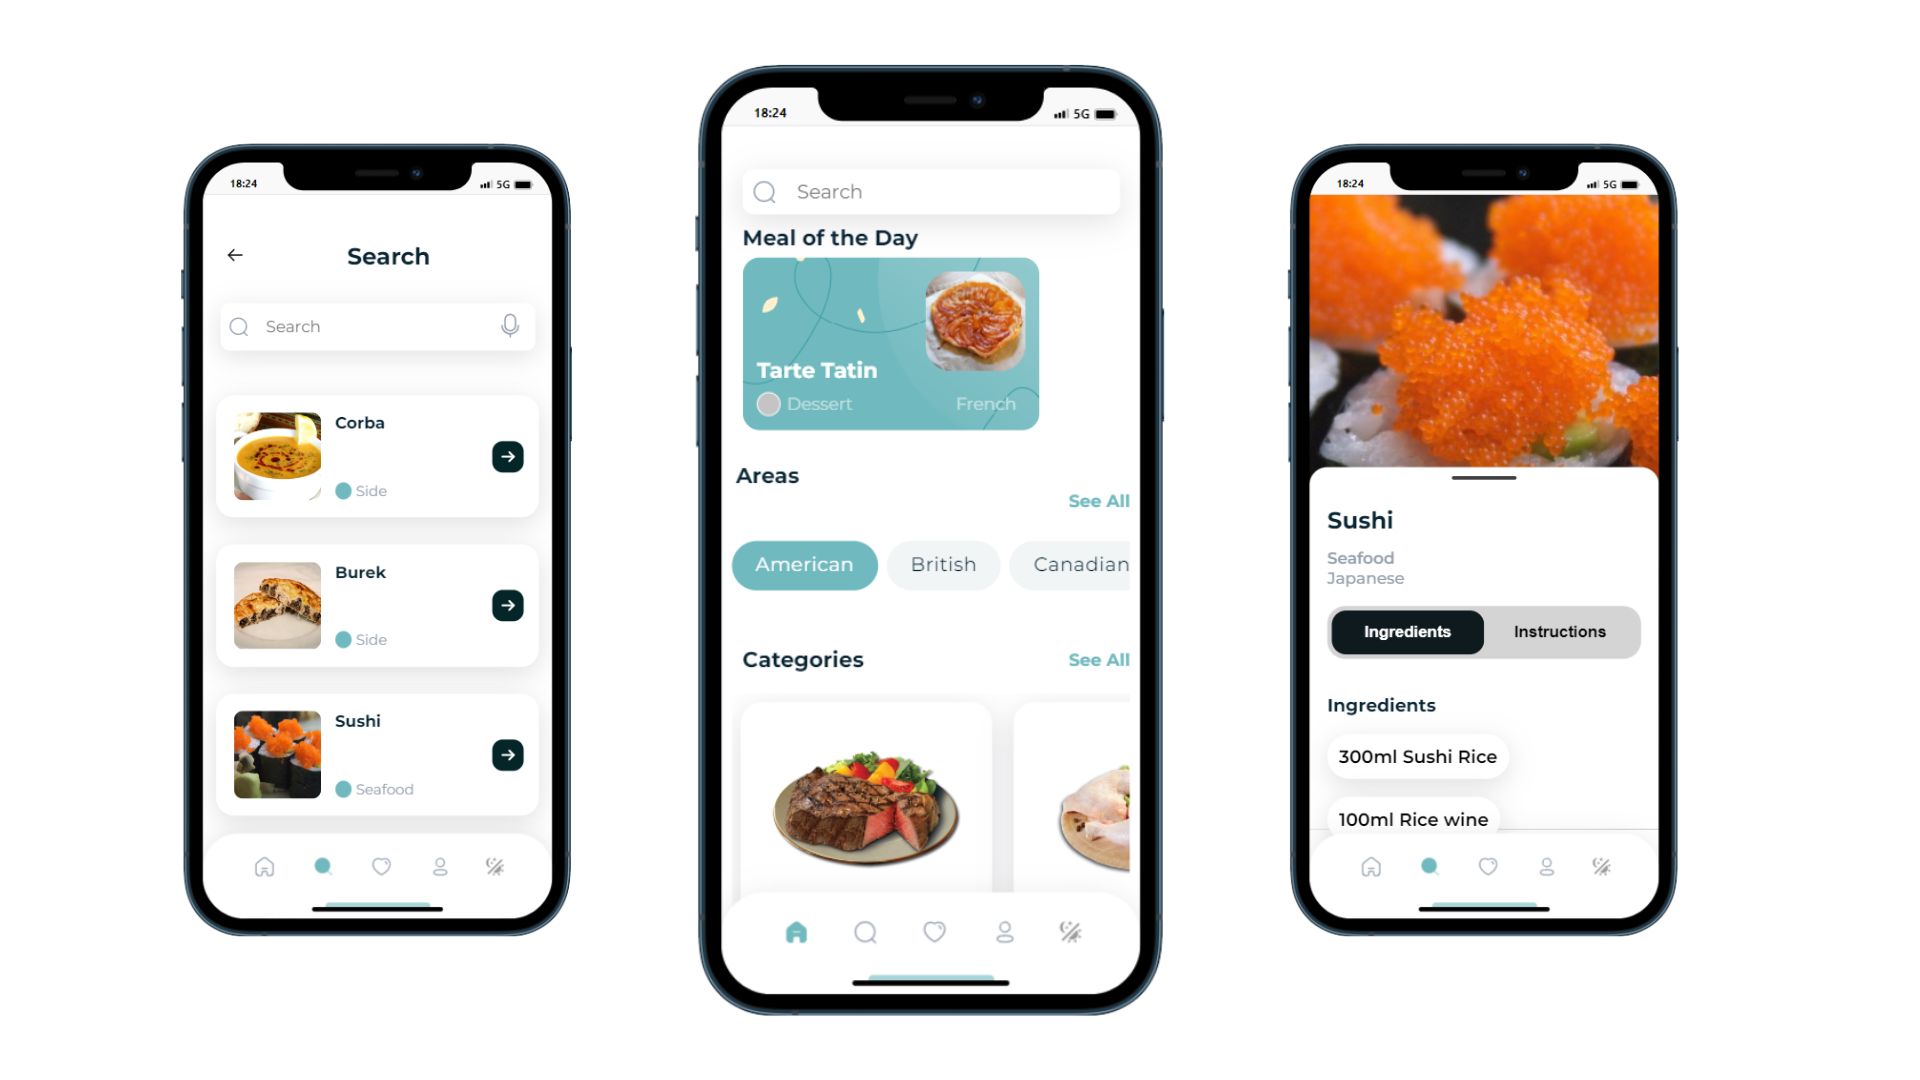 18:24
5G
Search
Search
Corba
Side
Burek
Side
Sushi
Seafood
18:24
5G
Search
Meal of the Day
Tarte Tatin
Dessert
French
Areas
See All
American
British
Canadian
Categories
See All
18:24
5G
Sushi
Seafood
Japanese
Ingredients
Instructions
Ingredients
300ml Sushi Rice
100ml Rice wine